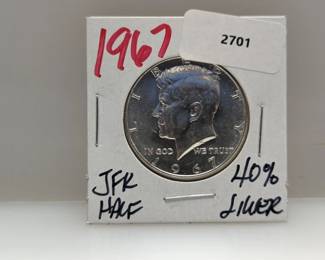 1967
2701
LIBERTY
IN GOD WE TRUST
1967
JFK 40%
HALF SILVER